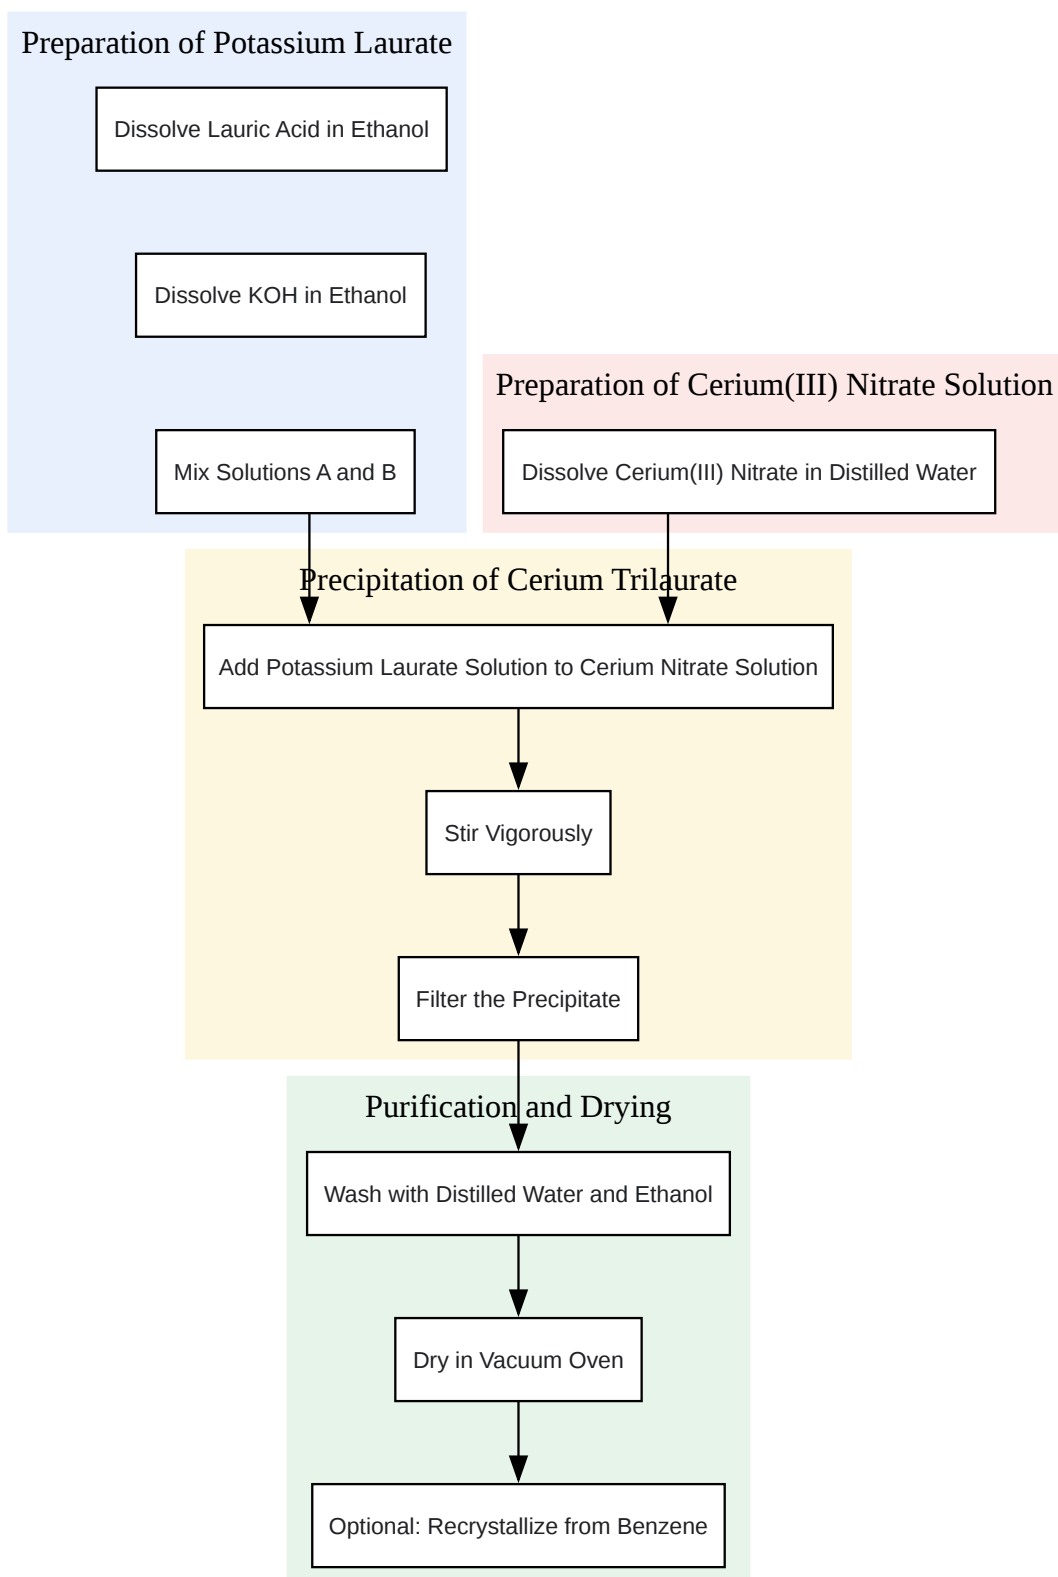 Preparation of Potassium Laurate
Dissolve Lauric Acid in Ethanol
Dissolve KOH in Ethanol
Mix Solutions A and B
Preparation of Cerium(III) Nitrate Solution
Dissolve Cerium(III) Nitrate in Distilled Water
Precipitation of Cerium Trilaurate
Add Potassium Laurate Solution to Cerium Nitrate Solution
Stir Vigorously
Filter the Precipitate
Purification and Drying
Wash with Distilled Water and Ethanol
Dry in Vacuum Oven
Optional: Recrystallize from Benzene